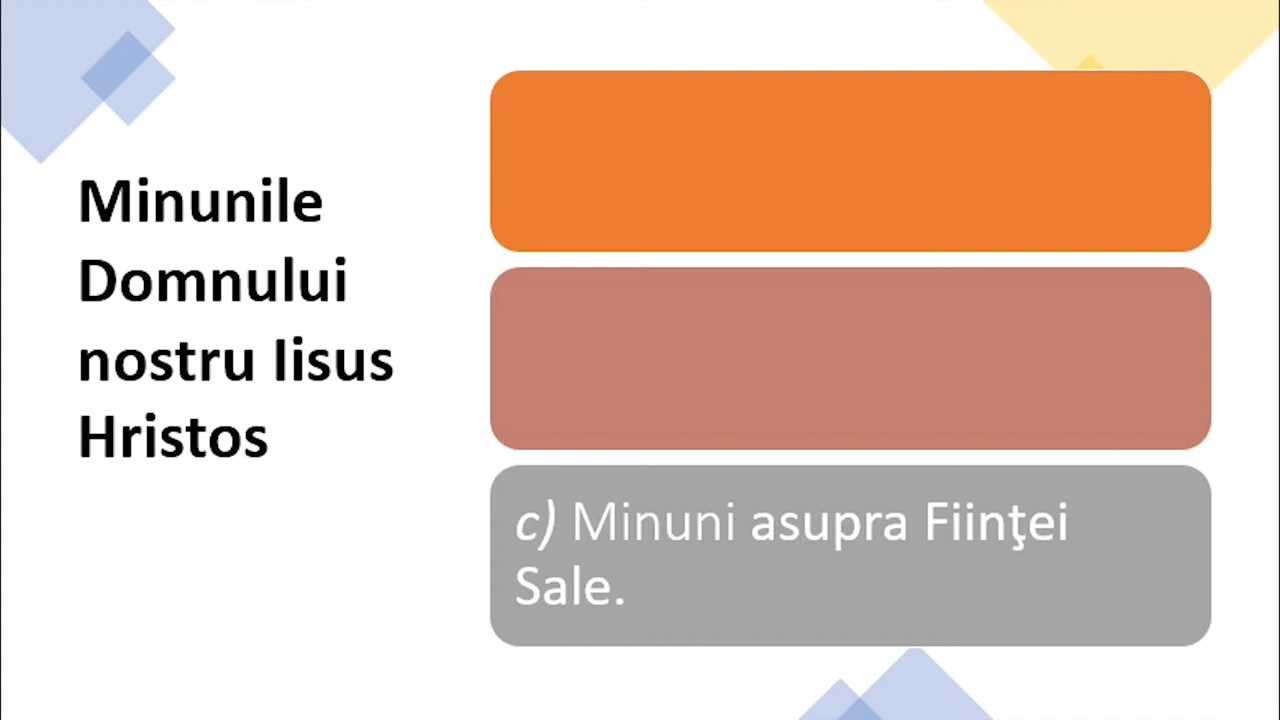 Minunile
Domnului
nostru Iisus
Hristos
c) Minuni asupra Fiinţei
Sale.